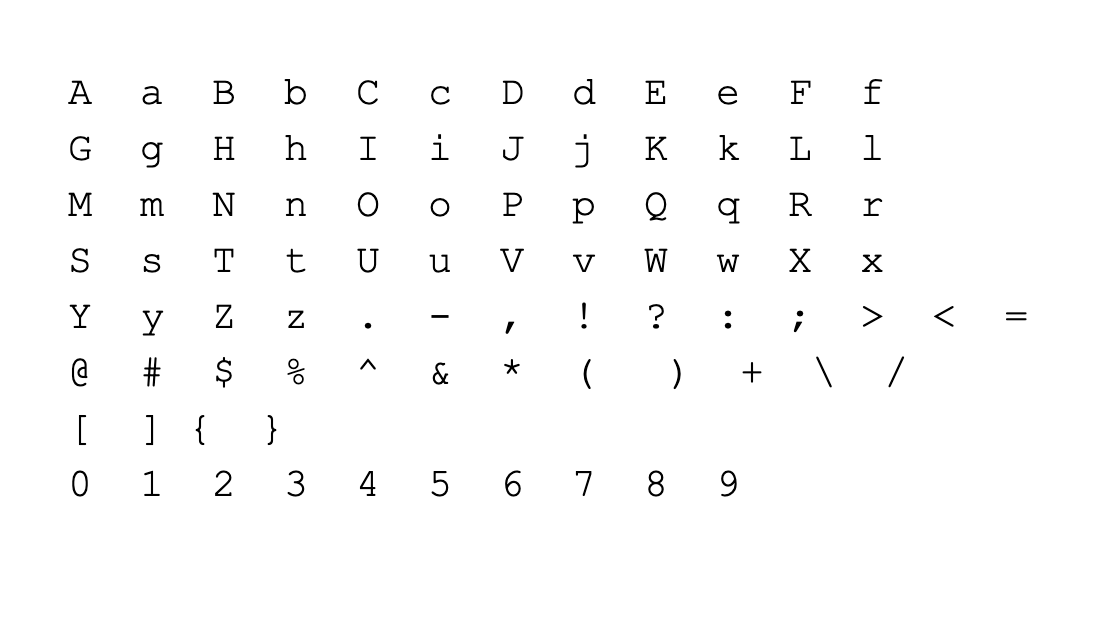 A a B b C c D d E e F f
G g H h I i J j K k L l
M m N n O o P p Q q R r
S s T t U u V v W w X x
Y y Z z . - , ! ? : ; > < =
@ # $ % ^ & * ( ) + \ /
[ ] { }
0 1 2 3 4 5 6 7 8 9